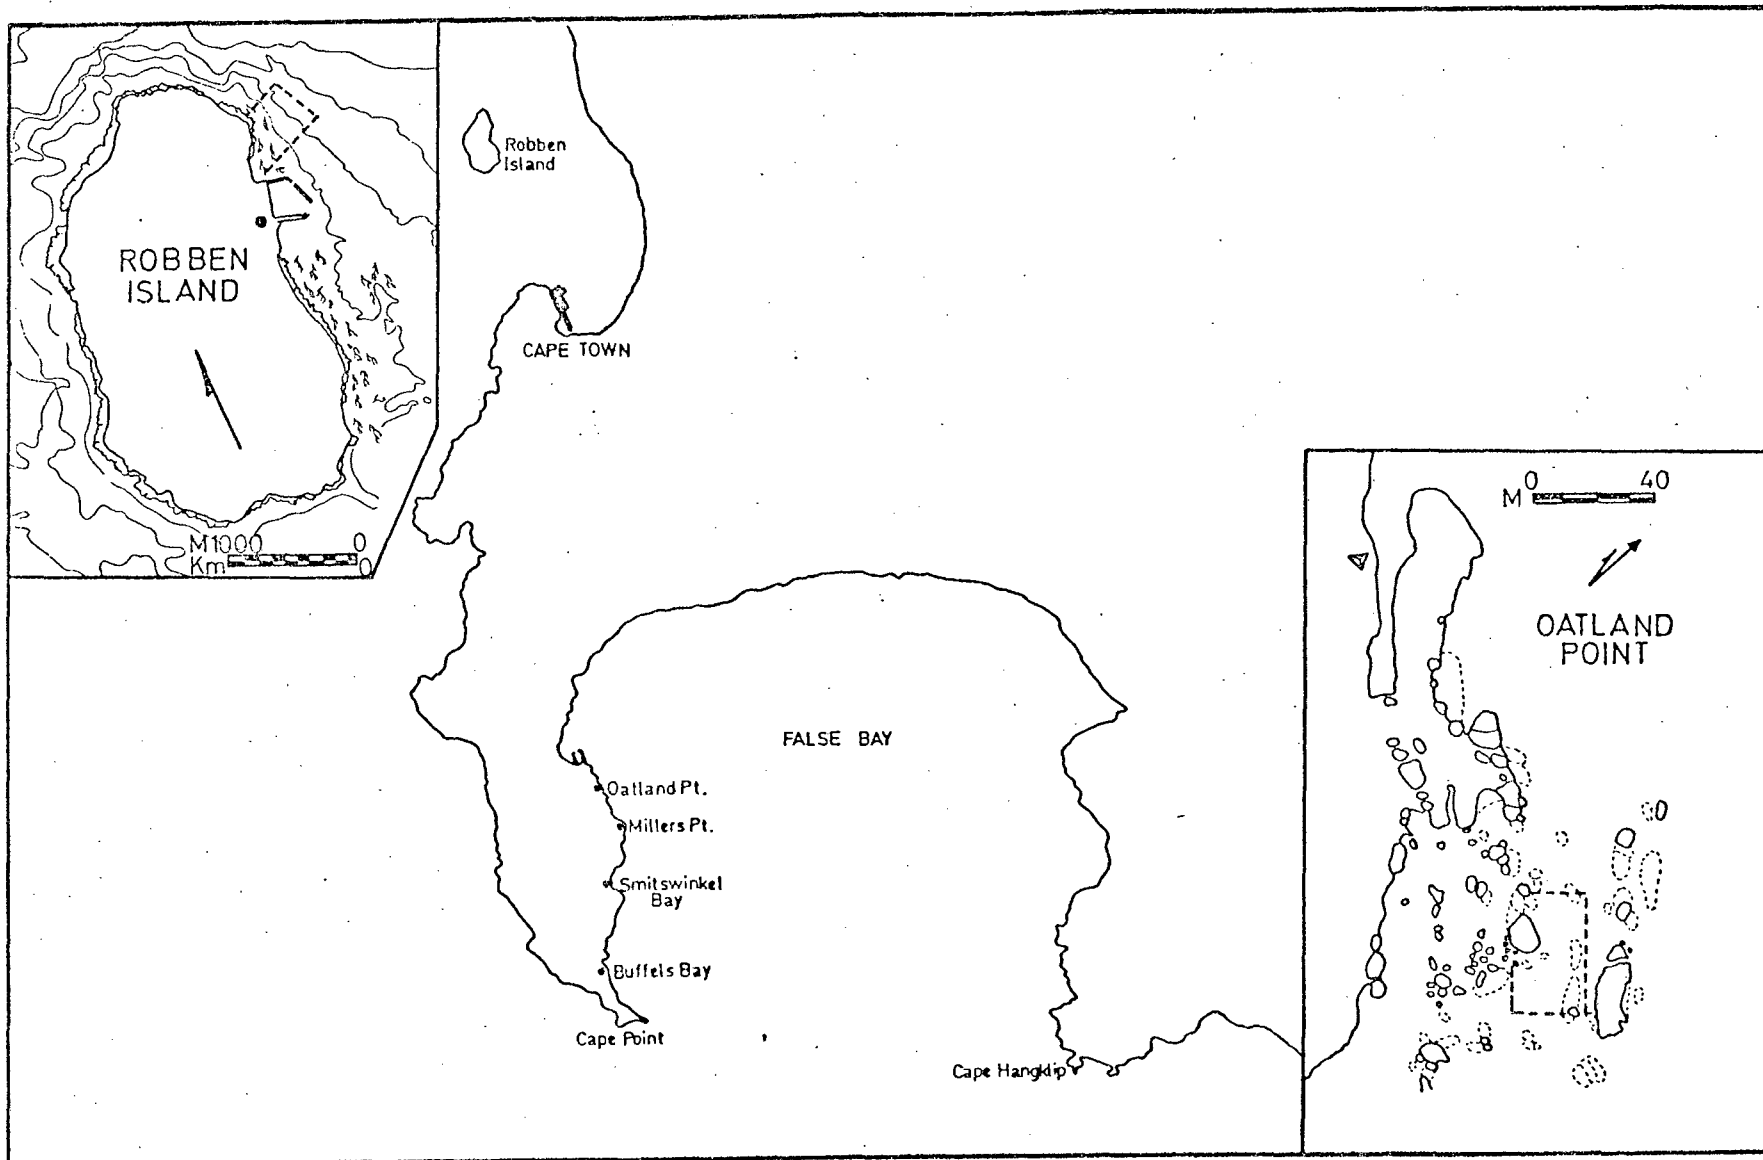 ROBBEN
ISLAND
M 1000 0
Km 0
Robben
Island
CAPE TOWN
FALSE BAY
Oatland Pt.
Millers Pt.
Smitswinkel
Bay
Buffels Bay
Cape Point
Cape Hangklip
M 0 40
OATLAND
POINT